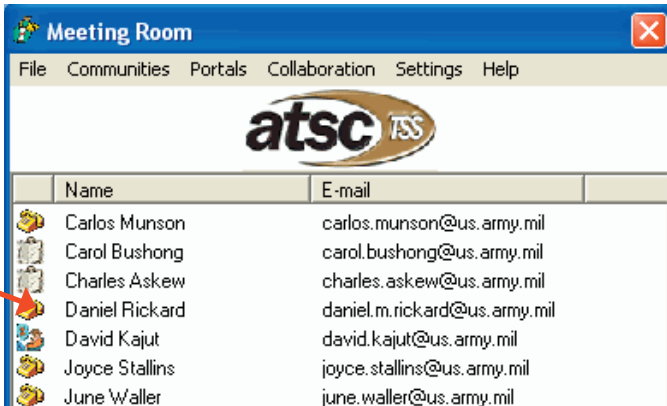 Meeting Room
File Communities Portals Collaboration Settings Help
atsc TSS
Name E-mail
Carlos Munson carlos.munson@us.army.mil
Carol Bushong carol.bushong@us.army.mil
Charles Askew charles.askew@us.army.mil
Daniel Rickard daniel.m.rickard@us.army.mil
David Kajut david.kajut@us.army.mil
Joyce Stallins joyce.stallins@us.army.mil
June Waller june.waller@us.army.mil